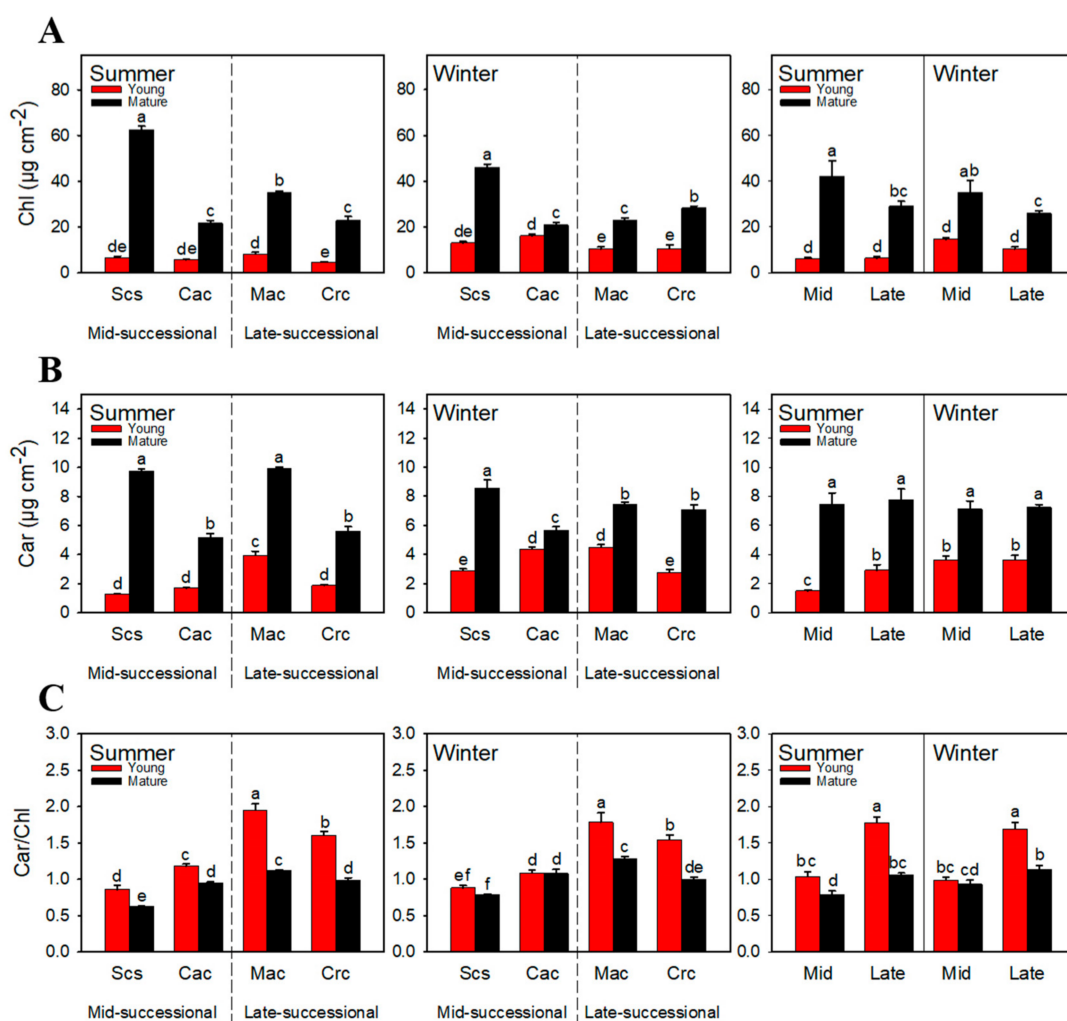 A
Chl (µg cm⁻²)
80
60
40
20
0
Summer
Young
Mature
de
a
de
c
d
b
e
c
Scs Cac Mac Crc
Mid-successional Late-successional
80
60
40
20
0
Winter
de
a
d
c
e
c
e
c
Scs Cac Mac Crc
Mid-successional Late-successional
80
60
40
20
0
Summer Winter
Young
Mature
d
a
d
bc
d
ab
d
c
Mid Late Mid Late
B
Car (µg cm⁻²)
14
12
10
8
6
4
2
0
Summer
Young
Mature
d
a
d
b
c
a
d
b
Scs Cac Mac Crc
Mid-successional Late-successional
14
12
10
8
6
4
2
0
Winter
e
a
d
c
d
b
e
b
Scs Cac Mac Crc
Mid-successional Late-successional
14
12
10
8
6
4
2
0
Summer Winter
Young
Mature
c
a
b
a
b
a
b
a
Mid Late Mid Late
C
Car/Chl
3.0
2.5
2.0
1.5
1.0
0.5
0.0
Summer
Young
Mature
d
e
c
d
a
c
b
d
Scs Cac Mac Crc
Mid-successional Late-successional
3.0
2.5
2.0
1.5
1.0
0.5
0.0
Winter
ef
f
d
d
a
c
b
de
Scs Cac Mac Crc
Mid-successional Late-successional
3.0
2.5
2.0
1.5
1.0
0.5
0.0
Summer Winter
Young
Mature
bc
d
a
bc
bc
cd
a
b
Mid Late Mid Late